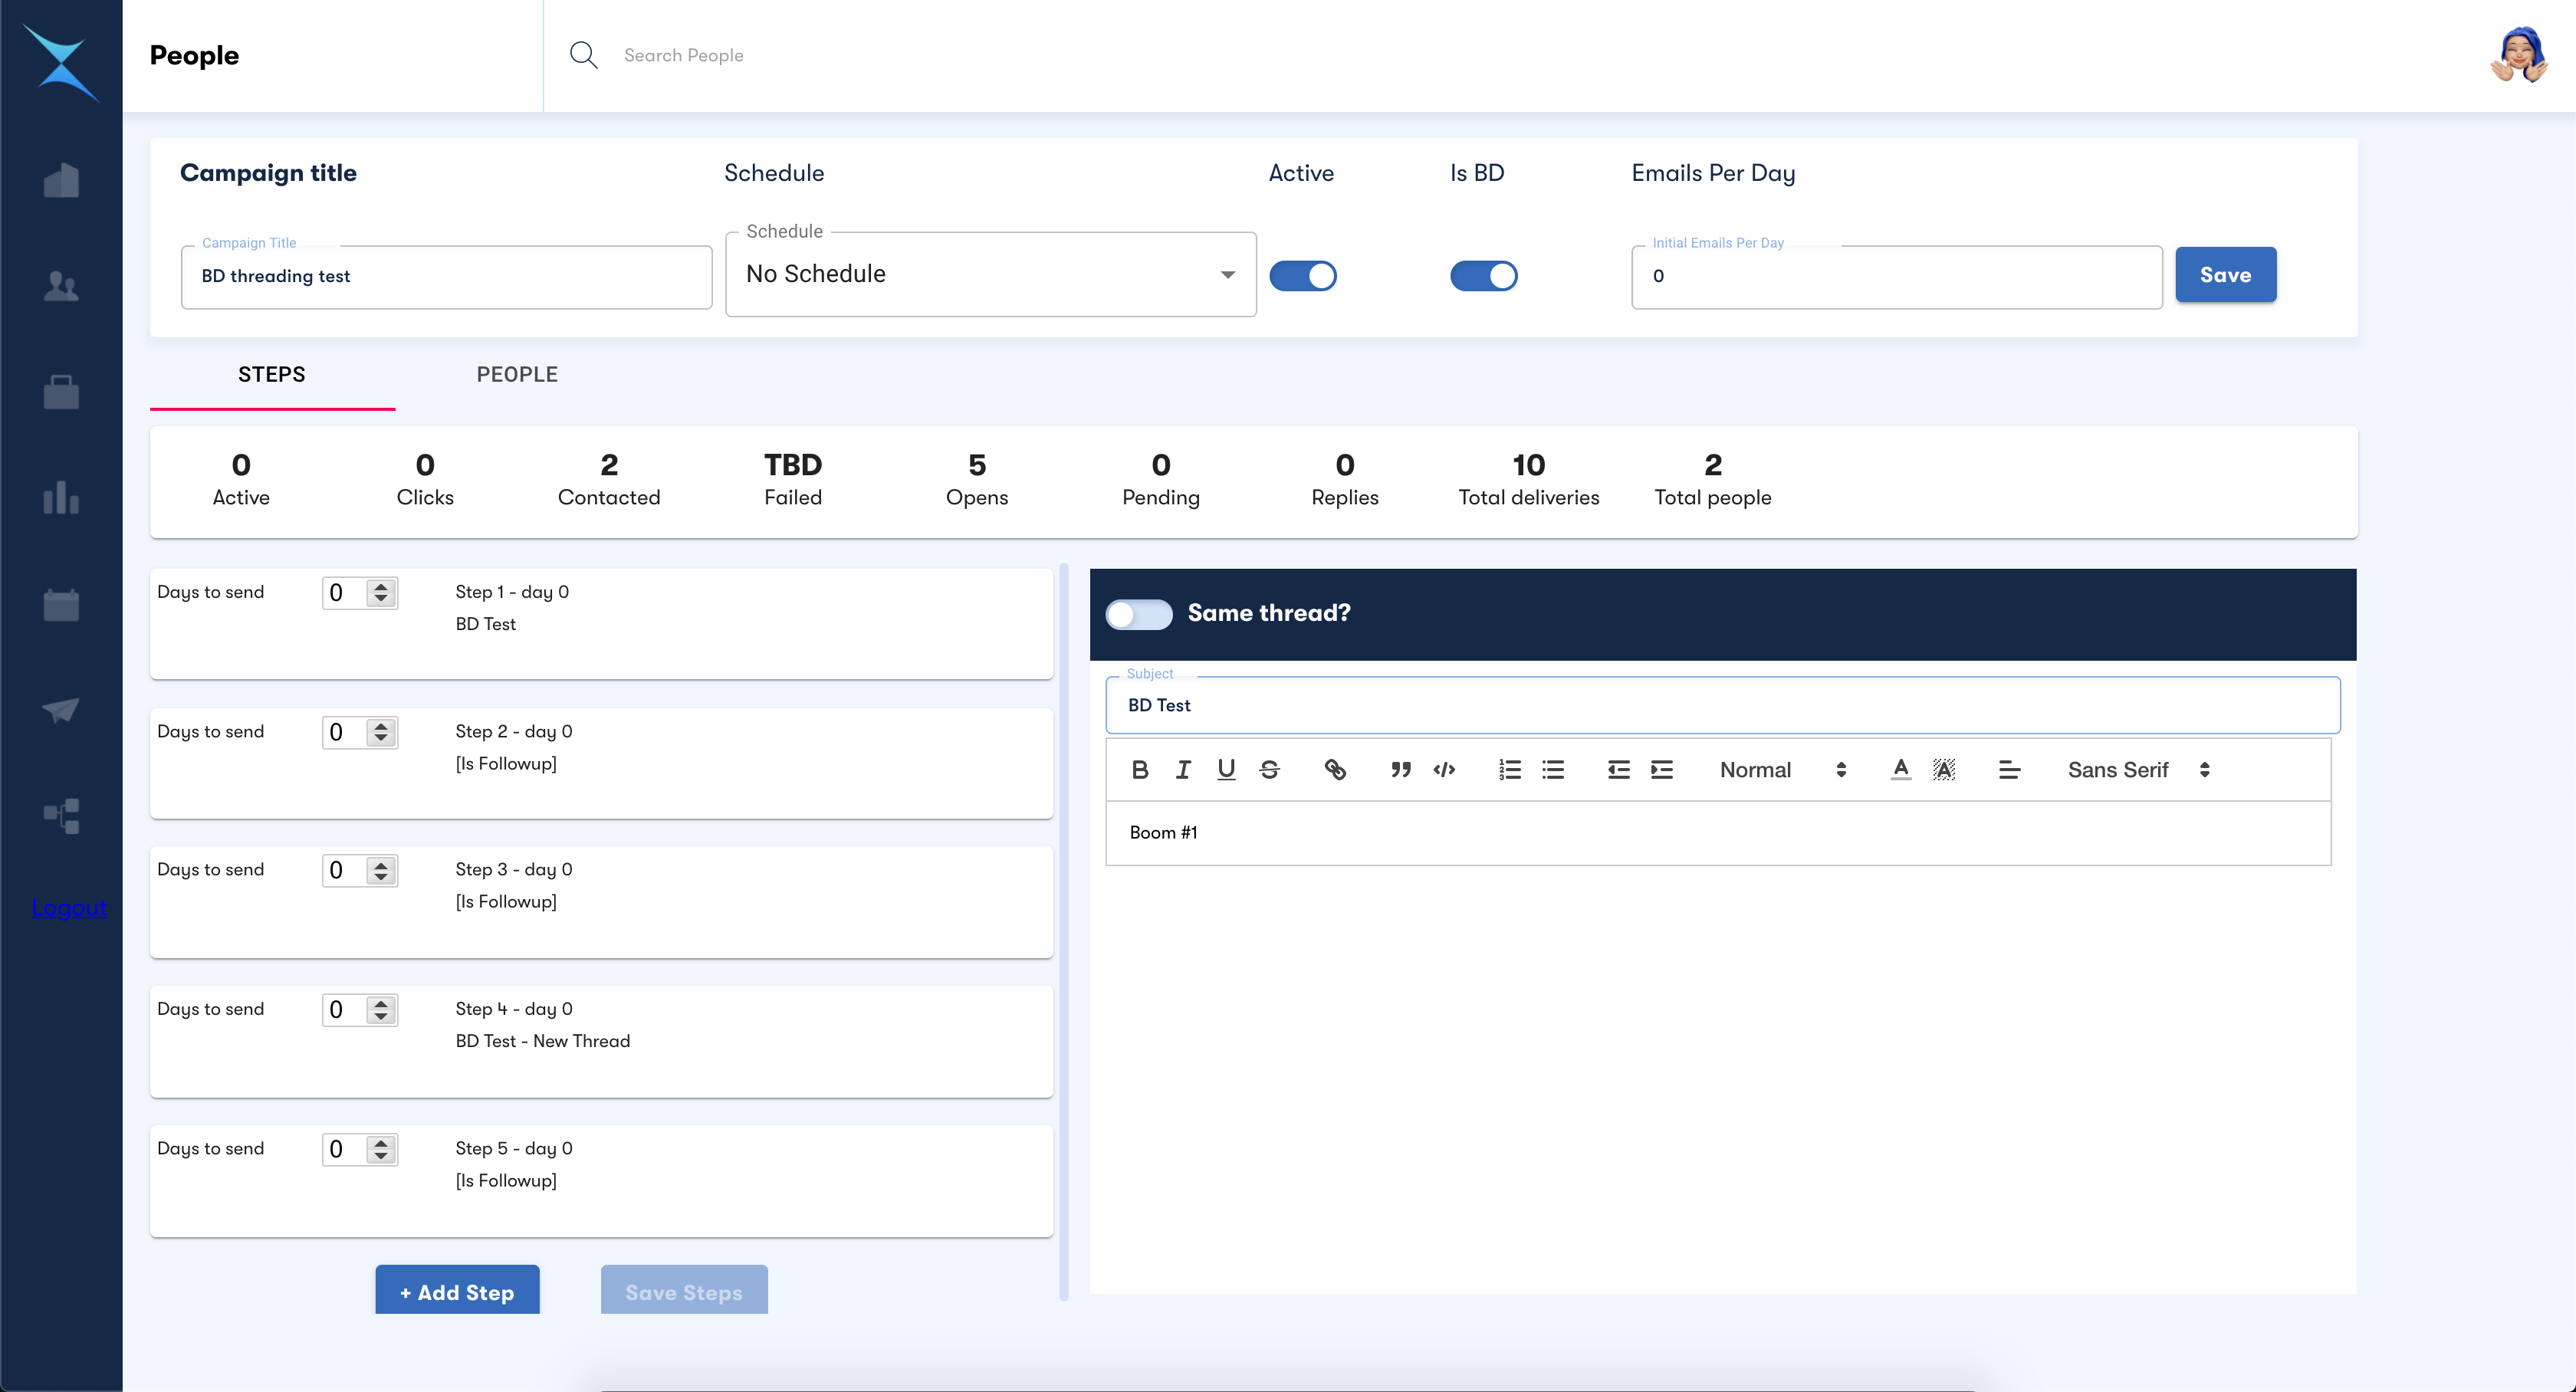 People
Search People
Campaign title
Schedule
Active
Is BD
Emails Per Day
Campaign Title
BD threading test
Schedule
No Schedule
Initial Emails Per Day
0
Save
STEPS
PEOPLE
0
Active
0
Clicks
2
Contacted
TBD
Failed
5
Opens
0
Pending
0
Replies
10
Total deliveries
2
Total people
Days to send 0 Step 1 - day 0
BD Test
Days to send 0 Step 2 - day 0
[Is Followup]
Days to send 0 Step 3 - day 0
[Is Followup]
Days to send 0 Step 4 - day 0
BD Test - New Thread
Days to send 0 Step 5 - day 0
[Is Followup]
+ Add Step
Save Steps
Same thread?
Subject
BD Test
Normal
Sans Serif
Boom #1
Logout